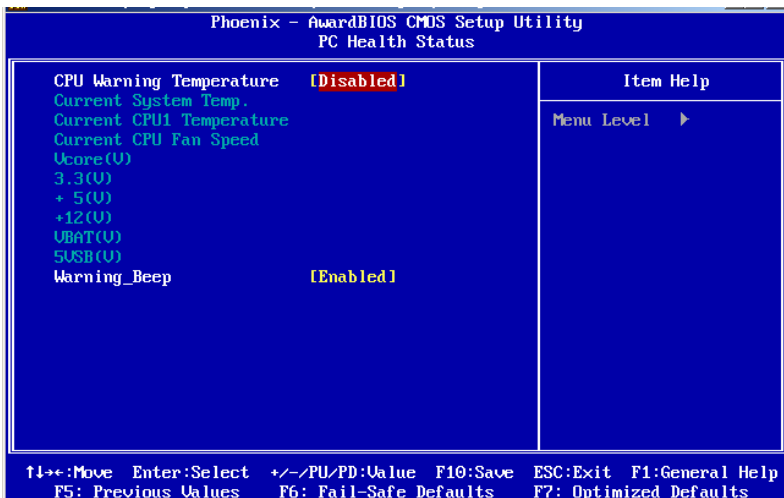 Phoenix - AwardBIOS CMOS Setup Utility
PC Health Status
CPU Warning Temperature [Disabled]
Current System Temp.
Current CPU1 Temperature
Current CPU Fan Speed
Vcore(V)
3.3(V)
+ 5(V)
+12(V)
VBAT(V)
5VSB(V)
Warning_Beep [Enabled]
Item Help
Menu Level ▶
↑↓→←:Move Enter:Select +/-/PU/PD:Value F10:Save ESC:Exit F1:General Help
F5: Previous Values F6: Fail-Safe Defaults F7: Optimized Defaults